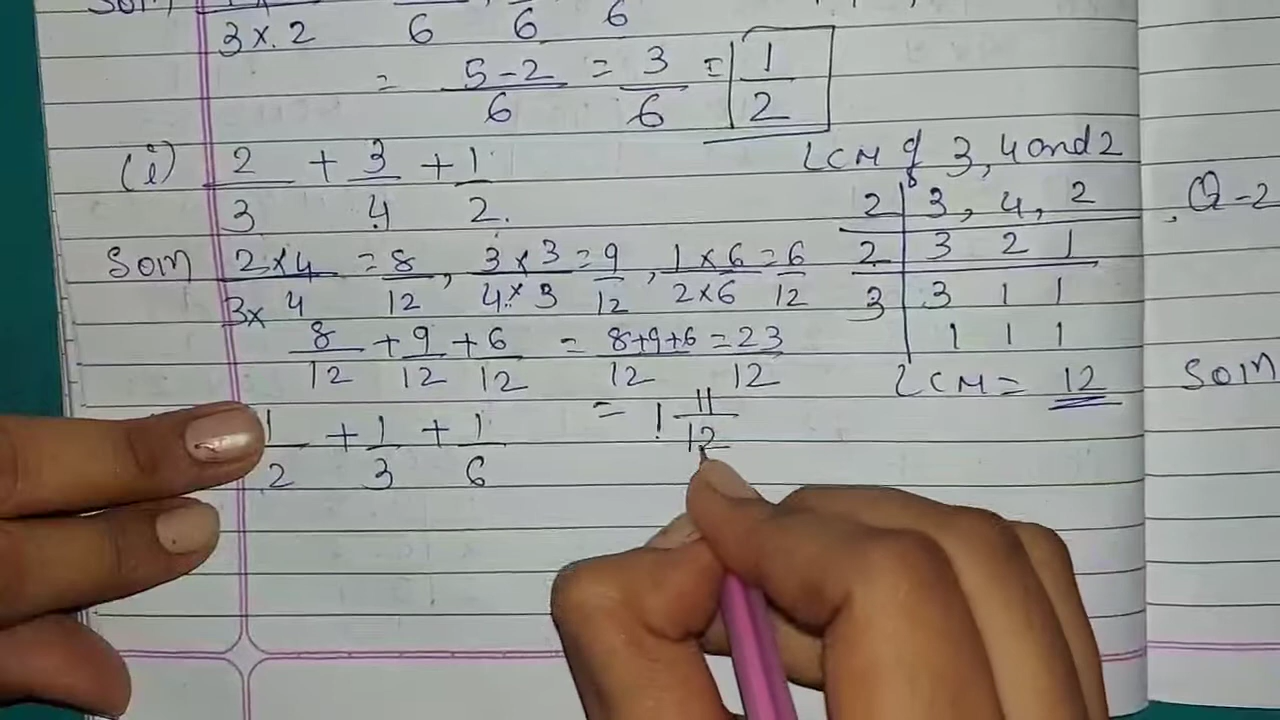 3 x 2 6 6 6
= 5-2/6 = 3/6 = 1/2
(i) 2/3 + 3/4 + 1/2.
LCM of 3, 4 and 2
2 | 3, 4, 2
2 | 3 2 1
3 | 3 1 1
1 1 1
LCM = 12
Soln 2x4/3x4 = 8/12, 3x3/4x3 = 9/12, 1x6/2x6 = 6/12
8/12 + 9/12 + 6/12 = 8+9+6/12 = 23/12
= 1 11/12
1/2 + 1/3 + 1/6
Q-2
Soln